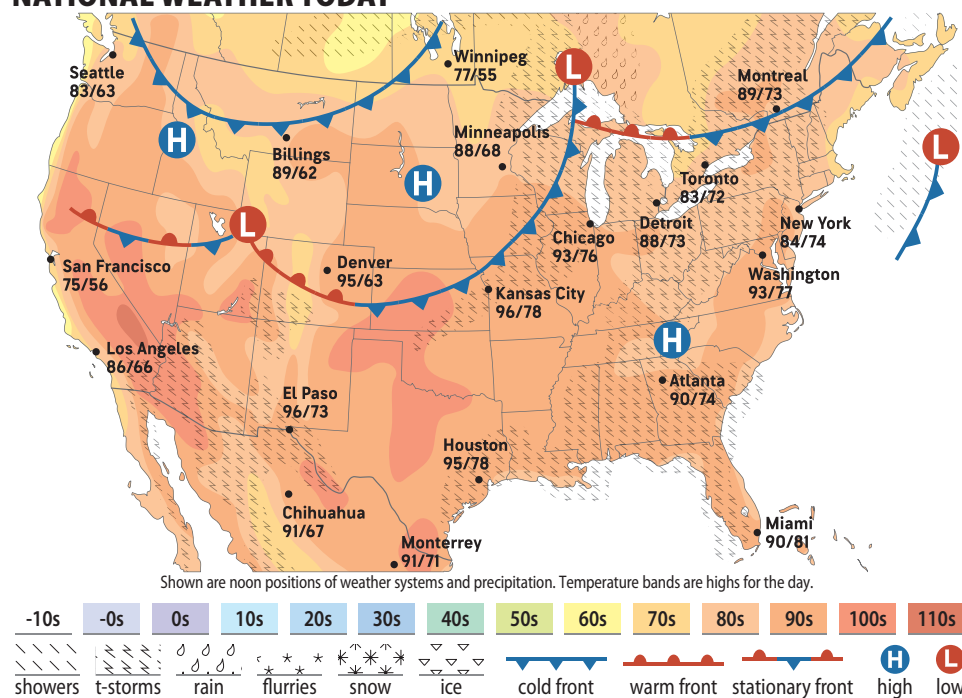 NATIONAL WEATHER TODAY
Seattle
83/63
Winnipeg
77/55
L
Montreal
89/73
H
Billings
89/62
Minneapolis
88/68
L
H
Toronto
83/72
L
Chicago
93/76
Detroit
88/73
New York
84/74
San Francisco
75/56
Denver
95/63
Kansas City
96/78
Washington
93/77
H
Los Angeles
86/66
Atlanta
90/74
El Paso
96/73
Houston
95/78
Chihuahua
91/67
Miami
90/81
Monterrey
91/71
Shown are noon positions of weather systems and precipitation. Temperature bands are highs for the day.
-10s -0s 0s 10s 20s 30s 40s 50s 60s 70s 80s 90s 100s 110s
H L
showers t-storms rain flurries snow ice cold front warm front stationary front high low